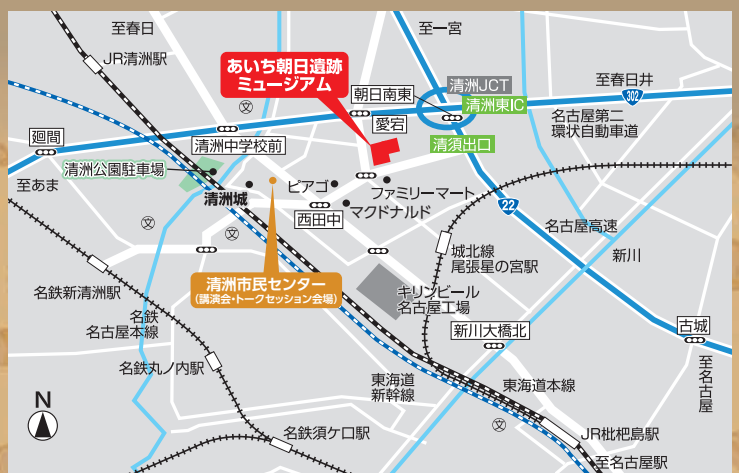 至春日
至一宮
JR清洲駅
あいち朝日遺跡
ミュージアム
清洲JCT
至春日井
朝日南東
清洲東IC
302
愛宕
名古屋第二
環状自動車道
廻間
清洲中学校前
清須出口
清洲公園駐車場
至あま
ピアゴ
ファミリーマート
清洲城
マクドナルド
西田中
22
名古屋高速
城北線
尾張星の宮駅
新川
清洲市民センター
(講演会・トークセッション会場)
名鉄新清洲駅
キリンビール
名古屋工場
名鉄
名古屋本線
新川大橋北
古城
至名古屋
名鉄丸ノ内駅
東海道
新幹線
東海道本線
N
名鉄須ケ口駅
JR枇杷島駅
至名古屋駅
文
文
文
文